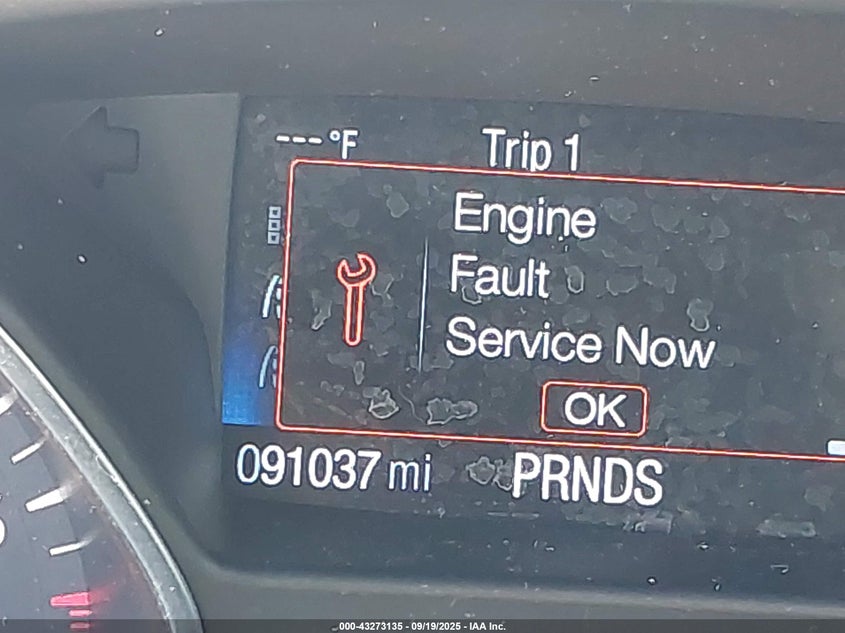 ---°F Trip 1
Engine
Fault
Service Now
OK
091037 mi PRNDS
000-43273135 - 09/19/2025 - IAA Inc.